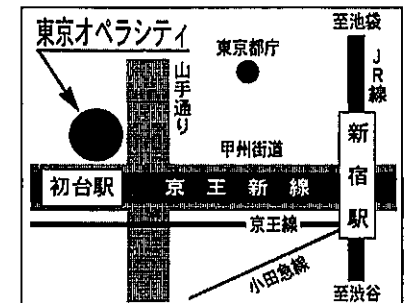 東京オペラシティ
至池袋
東京都庁
JR線
山手通り
甲州街道
新宿駅
初台駅
京王新線
京王線
小田急線
至渋谷